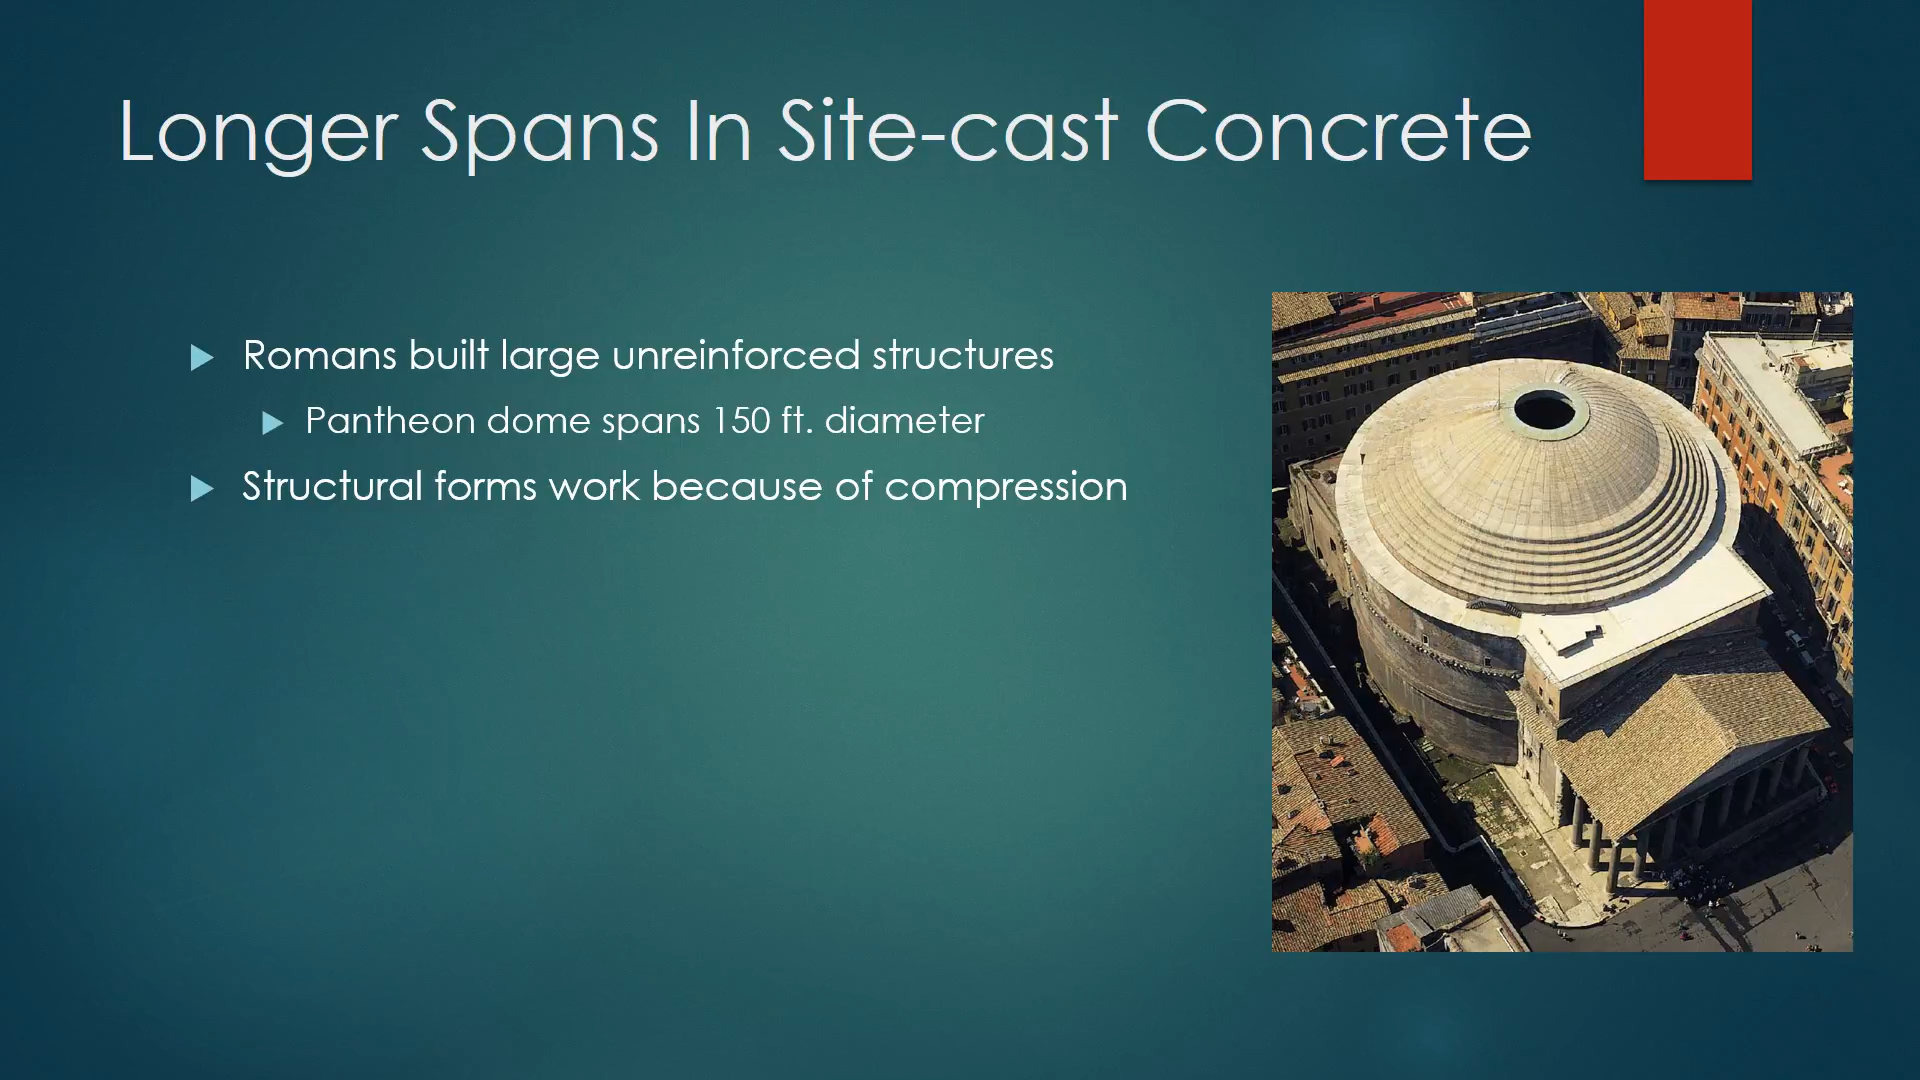 Longer Spans In Site-cast Concrete
Romans built large unreinforced structures
Pantheon dome spans 150 ft. diameter
Structural forms work because of compression